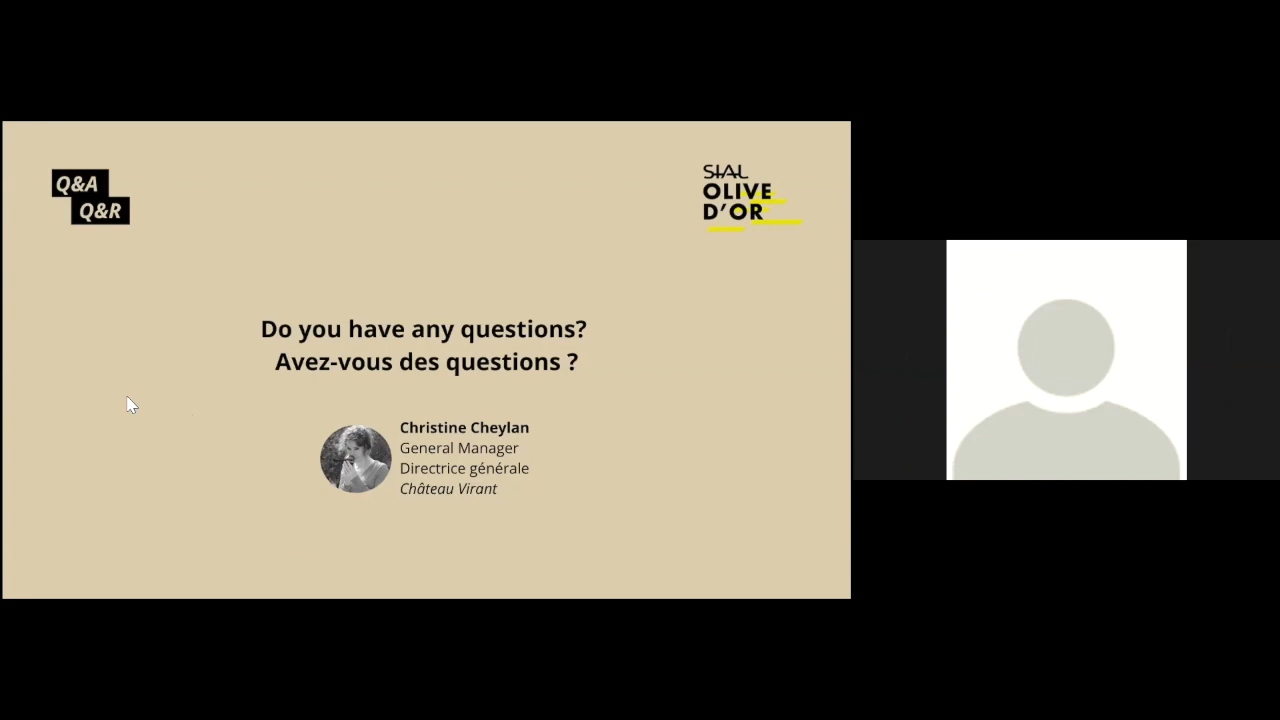 Q&A
Q&R
SIAL
OLIVE
D'OR
Do you have any questions?
Avez-vous des questions ?
Christine Cheylan
General Manager
Directrice générale
Château Virant